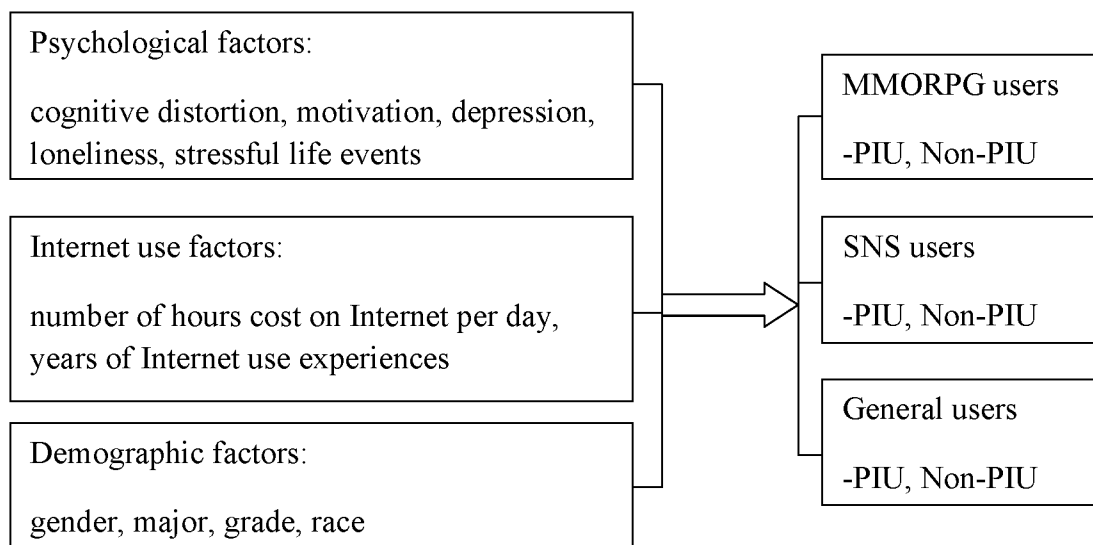 Psychological factors:
cognitive distortion, motivation, depression,
loneliness, stressful life events
Internet use factors:
number of hours cost on Internet per day,
years of Internet use experiences
Demographic factors:
gender, major, grade, race
MMORPG users
-PIU, Non-PIU
SNS users
-PIU, Non-PIU
General users
-PIU, Non-PIU